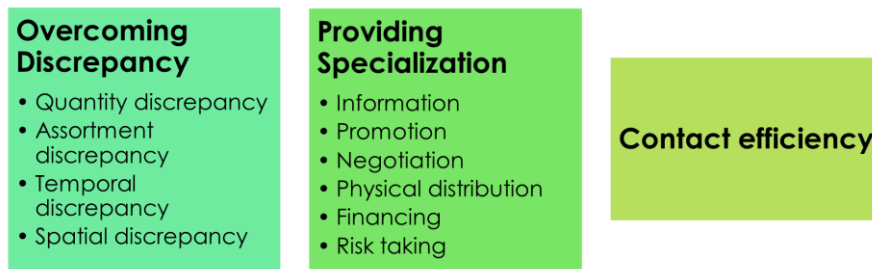 Overcoming
Discrepancy
• Quantity discrepancy
• Assortment
discrepancy
• Temporal
discrepancy
• Spatial discrepancy
Providing
Specialization
• Information
• Promotion
• Negotiation
• Physical distribution
• Financing
• Risk taking
Contact efficiency